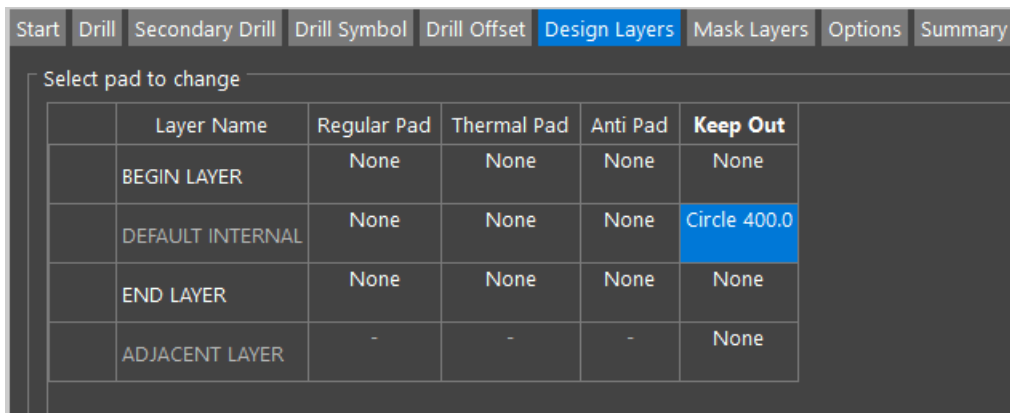 Start Drill Secondary Drill Drill Symbol Drill Offset Design Layers Mask Layers Options Summary
Select pad to change
Layer Name Regular Pad Thermal Pad Anti Pad Keep Out
BEGIN LAYER None None None None
DEFAULT INTERNAL None None None Circle 400.0
END LAYER None None None None
ADJACENT LAYER - - - None